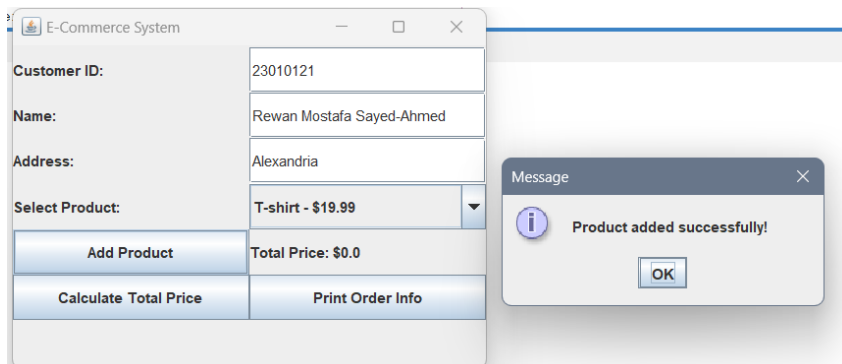 E-Commerce System
Customer ID: 23010121
Name: Rewan Mostafa Sayed-Ahmed
Address: Alexandria
Select Product: T-shirt - $19.99
Add Product Total Price: $0.0
Calculate Total Price Print Order Info
Message
Product added successfully!
OK